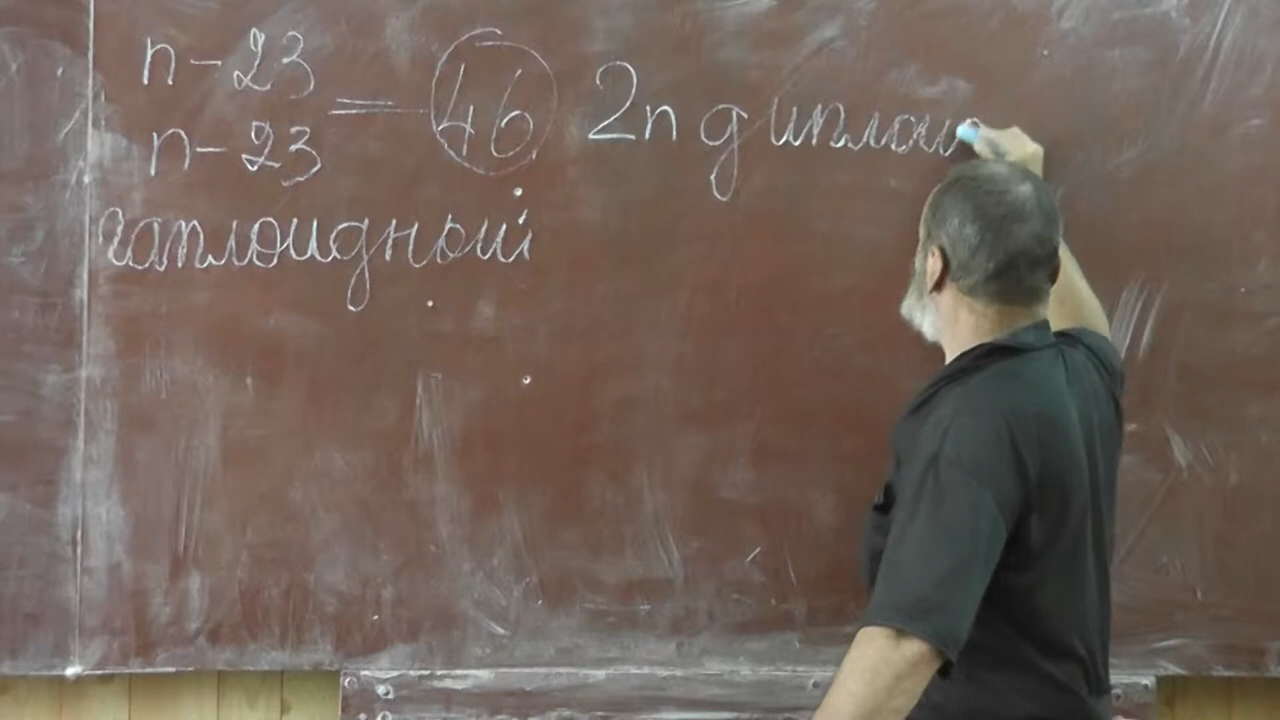 n-23
n-23
= 46 2n диплои
гаплоидный